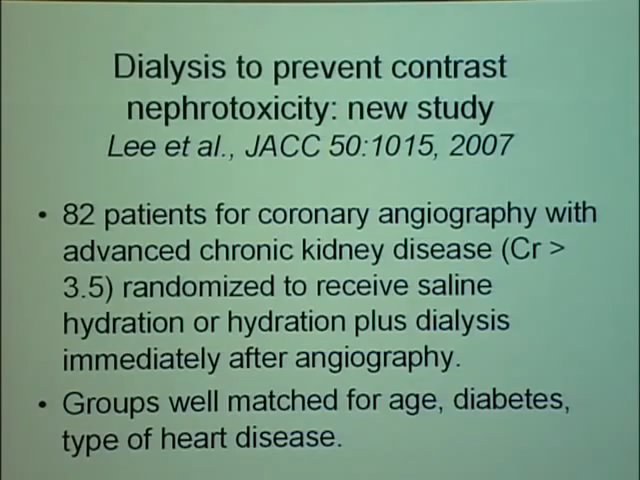 Dialysis to prevent contrast
nephrotoxicity: new study
Lee et al., JACC 50:1015, 2007
• 82 patients for coronary angiography with
advanced chronic kidney disease (Cr >
3.5) randomized to receive saline
hydration or hydration plus dialysis
immediately after angiography.
• Groups well matched for age, diabetes,
type of heart disease.